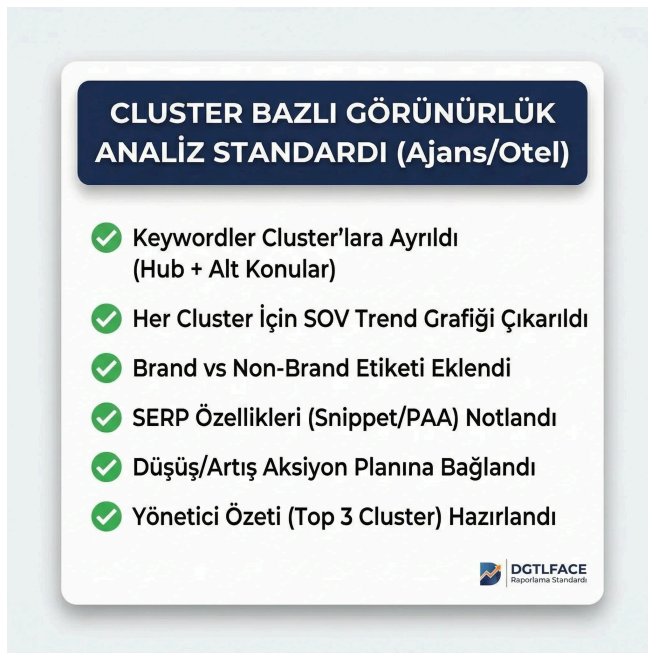 CLUSTER BAZLI GÖRÜNÜRLÜK
ANALİZ STANDARDI (Ajans/Otel)
Keywordler Cluster’lara Ayrıldı
(Hub + Alt Konular)
Her Cluster İçin SOV Trend Grafiği Çıkarıldı
Brand vs Non-Brand Etiketi Eklendi
SERP Özellikleri (Snippet/PAA) Notlandı
Düşüş/Artış Aksiyon Planına Bağlandı
Yönetici Özeti (Top 3 Cluster) Hazırlandı
DGTLFACE
Raporlama Standardı